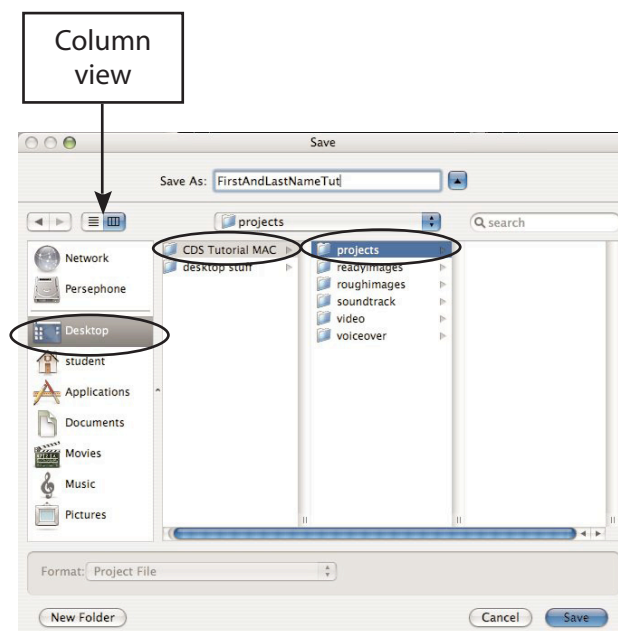 Column
view
Save
Save As: FirstAndLastNameTut
projects
search
Network
Persephone
Desktop
student
Applications
Documents
Movies
Music
Pictures
CDS Tutorial MAC
desktop stuff
projects
readyimages
roughimages
soundtrack
video
voiceover
Format: Project File
New Folder
Cancel
Save